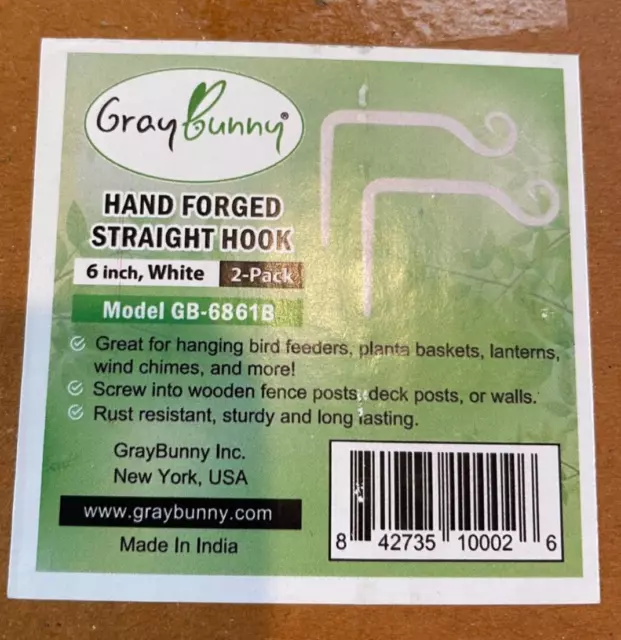 GrayBunny®
HAND FORGED
STRAIGHT HOOK
6 inch, White 2-Pack
Model GB-6861B
Great for hanging bird feeders, planta baskets, lanterns,
wind chimes, and more!
Screw into wooden fence posts, deck posts, or walls.
Rust resistant, sturdy and long lasting.
GrayBunny Inc.
New York, USA
www.graybunny.com
Made In India
8 42735 10002 6